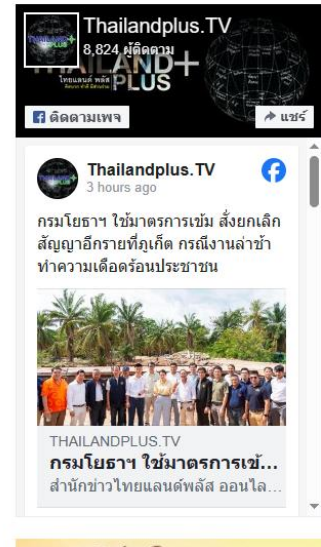 Thailandplus.TV
8,824 ผู้ติดตาม
THAILAND+
PLUS
ไทยแลนด์ พลัส
ติดตามเพจ
แชร์
Thailandplus.TV
3 hours ago
กรมโยธาฯ ใช้มาตรการเข้ม สั่งยกเลิก
สัญญาอีกรายที่ภูเก็ต กรณีงานล่าช้า
ทำความเดือดร้อนประชาชน
THAILANDPLUS.TV
กรมโยธาฯ ใช้มาตรการเข้...
สำนักข่าวไทยแลนด์พลัส ออนไล...